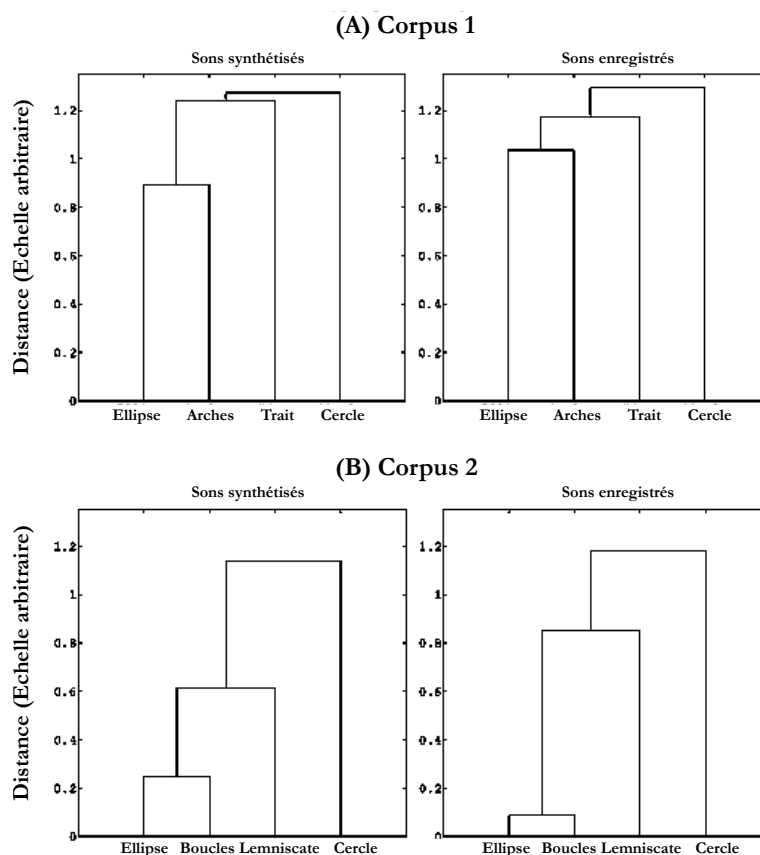 (A) Corpus 1
Sons synthétisés
Sons enregistrés
Distance (Echelle arbitraire)
1.2
1
0.8
0.6
0.4
0.2
0
1.2
1
0.8
0.6
0.4
0.2
0
Ellipse Arches Trait Cercle
Ellipse Arches Trait Cercle
(B) Corpus 2
Sons synthétisés
Sons enregistrés
Distance (Echelle arbitraire)
1.2
1
0.8
0.6
0.4
0.2
0
1.2
1
0.8
0.6
0.4
0.2
0
Ellipse Boucles Lemniscate Cercle
Ellipse Boucles Lemniscate Cercle